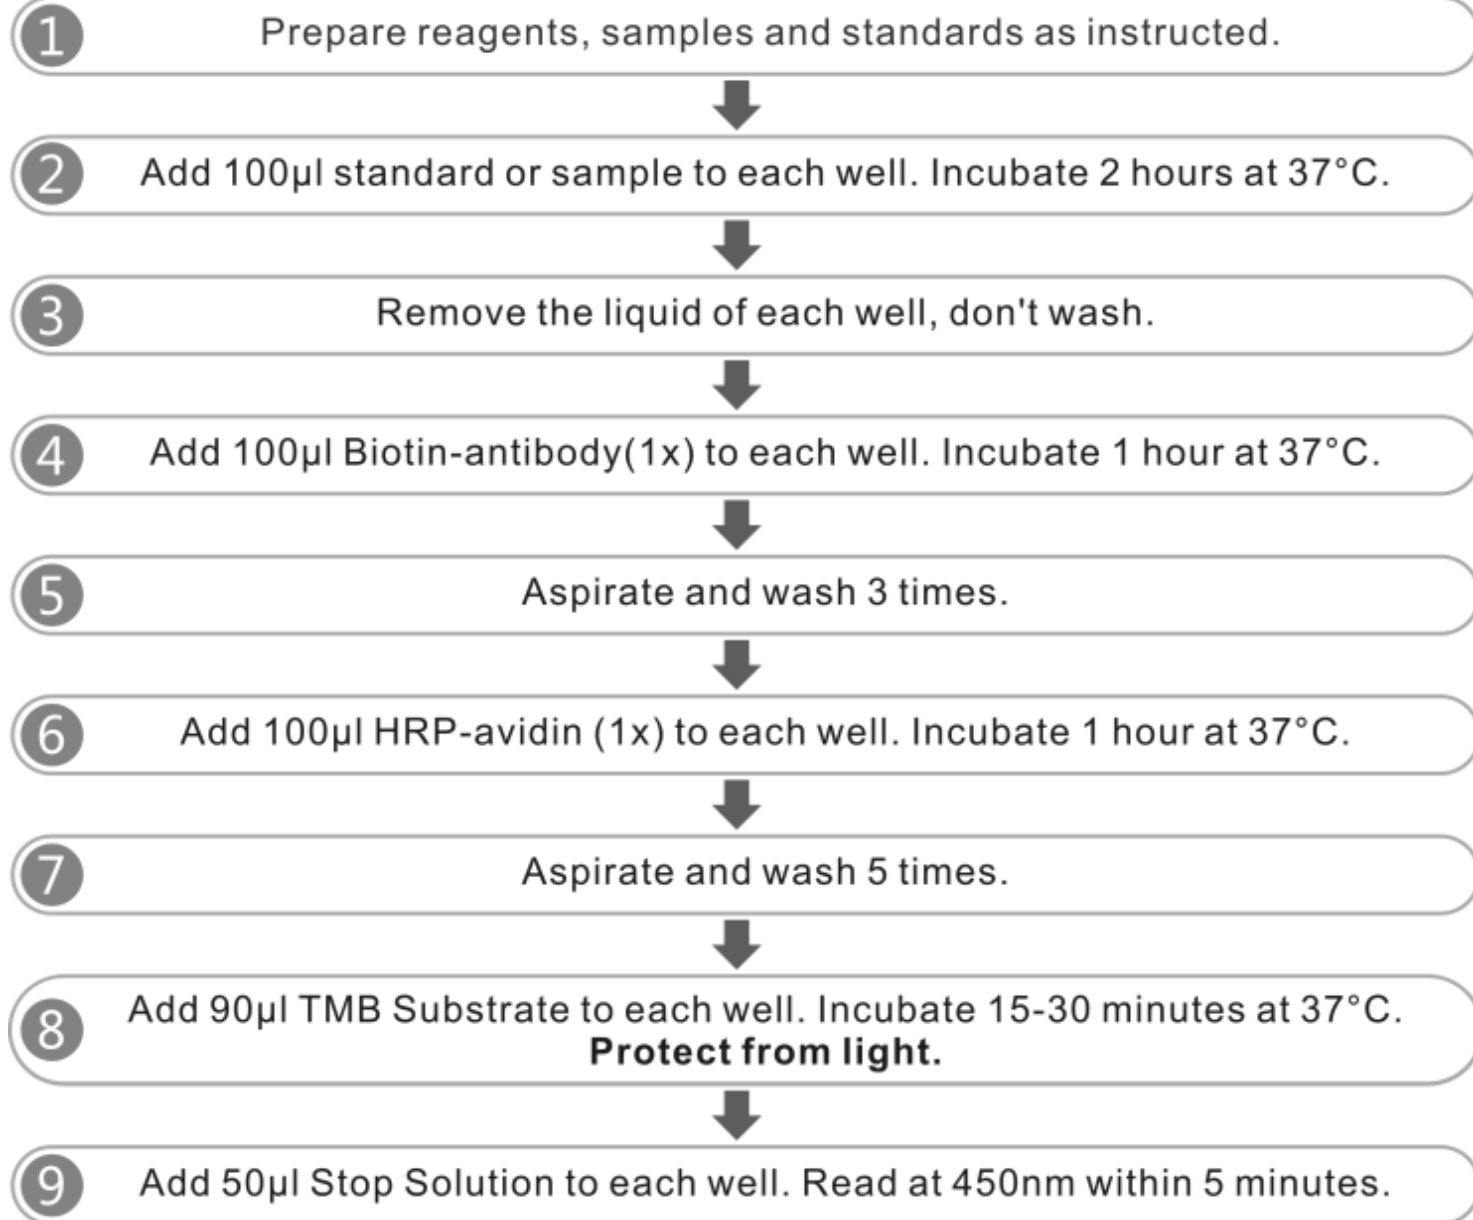 1 Prepare reagents, samples and standards as instructed.
2 Add 100µl standard or sample to each well. Incubate 2 hours at 37°C.
3 Remove the liquid of each well, don't wash.
4 Add 100µl Biotin-antibody(1x) to each well. Incubate 1 hour at 37°C.
5 Aspirate and wash 3 times.
6 Add 100µl HRP-avidin (1x) to each well. Incubate 1 hour at 37°C.
7 Aspirate and wash 5 times.
8 Add 90µl TMB Substrate to each well. Incubate 15-30 minutes at 37°C.
Protect from light.
9 Add 50µl Stop Solution to each well. Read at 450nm within 5 minutes.